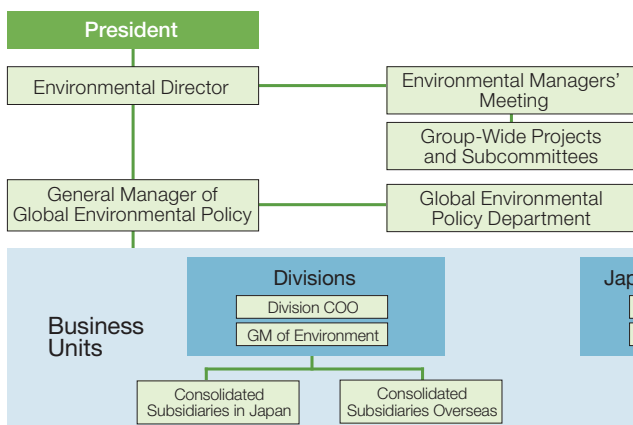 President
Environmental Director
Environmental Managers'
Meeting
Group-Wide Projects
and Subcommittees
General Manager of
Global Environmental Policy
Global Environmental
Policy Department
Business
Units
Divisions
Division COO
GM of Environment
Consolidated
Subsidiaries in Japan
Consolidated
Subsidiaries Overseas